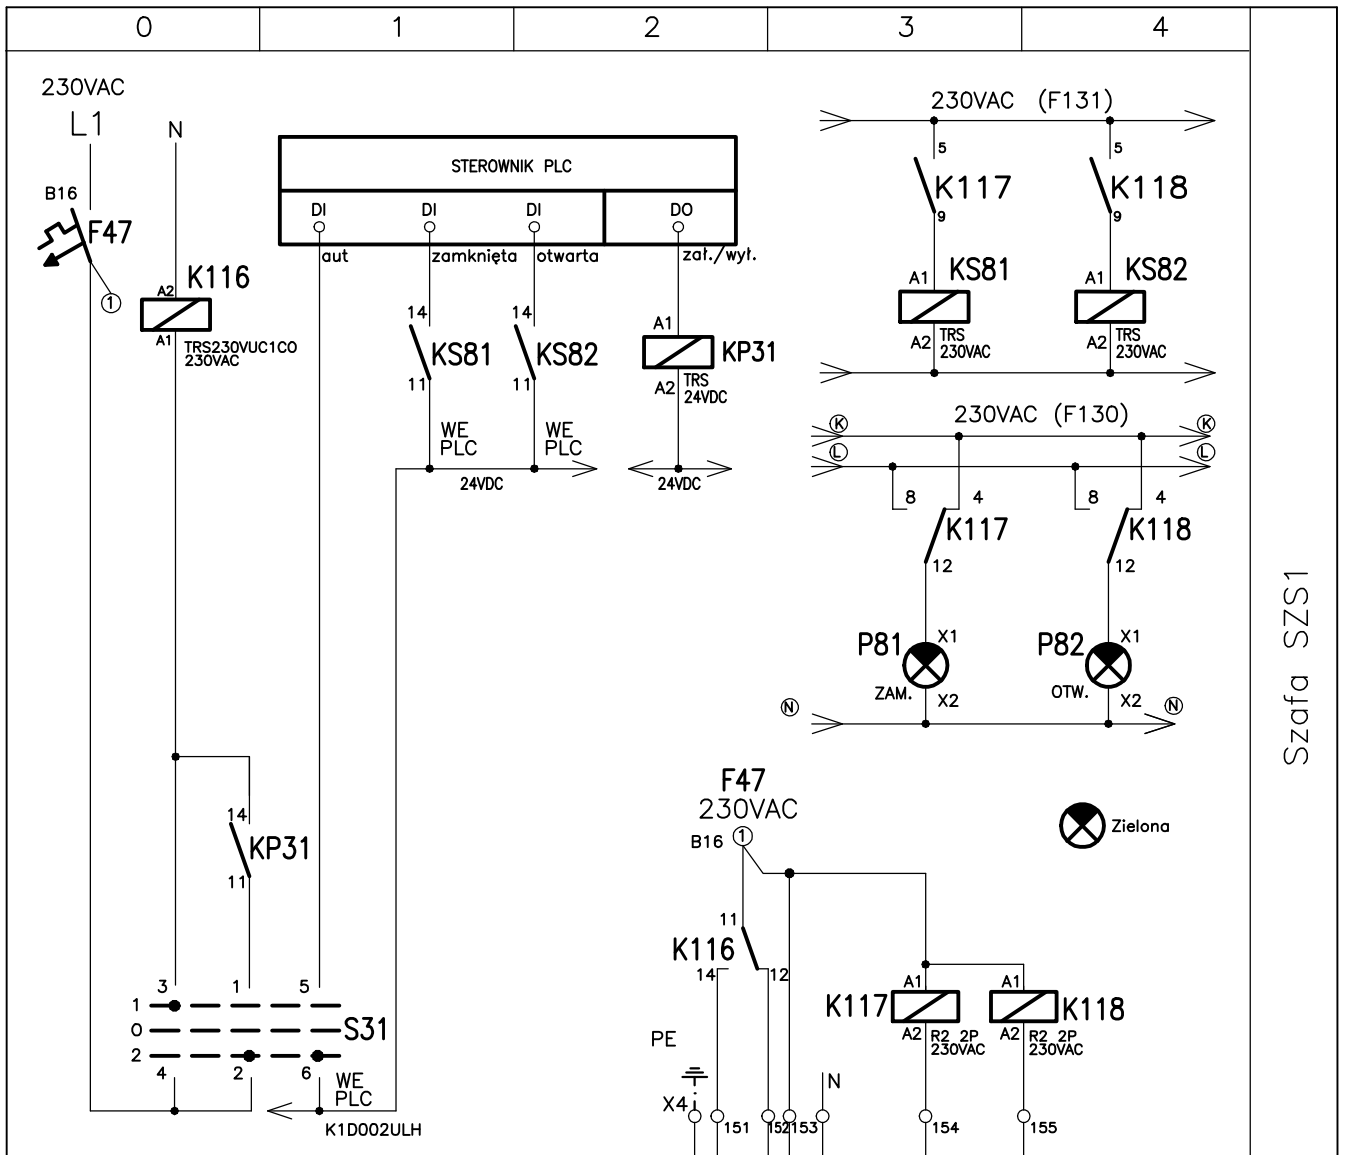 0 1 2 3 4
230VAC
L1
N
B16
F47
1
K116
A2
A1
TRS230VUC1CO
230VAC
STEROWNIK PLC
DI DI DI DO
aut zamknięta otwarta zał./wył.
14 14
KS81 KS82
11 11
WE
PLC
WE
PLC
24VDC
A1
KP31
A2
TRS
24VDC
24VDC
230VAC (F131)
5 5
K117 K118
9 9
A1 KS81 A1 KS82
A2 TRS
230VAC
A2 TRS
230VAC
230VAC (F130)
K K
L L
8 4 8 4
K117 K118
12 12
P81 X1 P82 X1
ZAM. X2 OTW. X2
N N
Zielona
Szafa SZS1
14
KP31
11
3 1 5
1
0 S31
2
4 2 6
WE
PLC
K1D002ULH
F47
230VAC
B16 1
11
K116
14 12
A1 A1
K117 K118
A2 R2 2P
230VAC
A2 R2 2P
230VAC
PE
N
X4
151 152 153 154 155